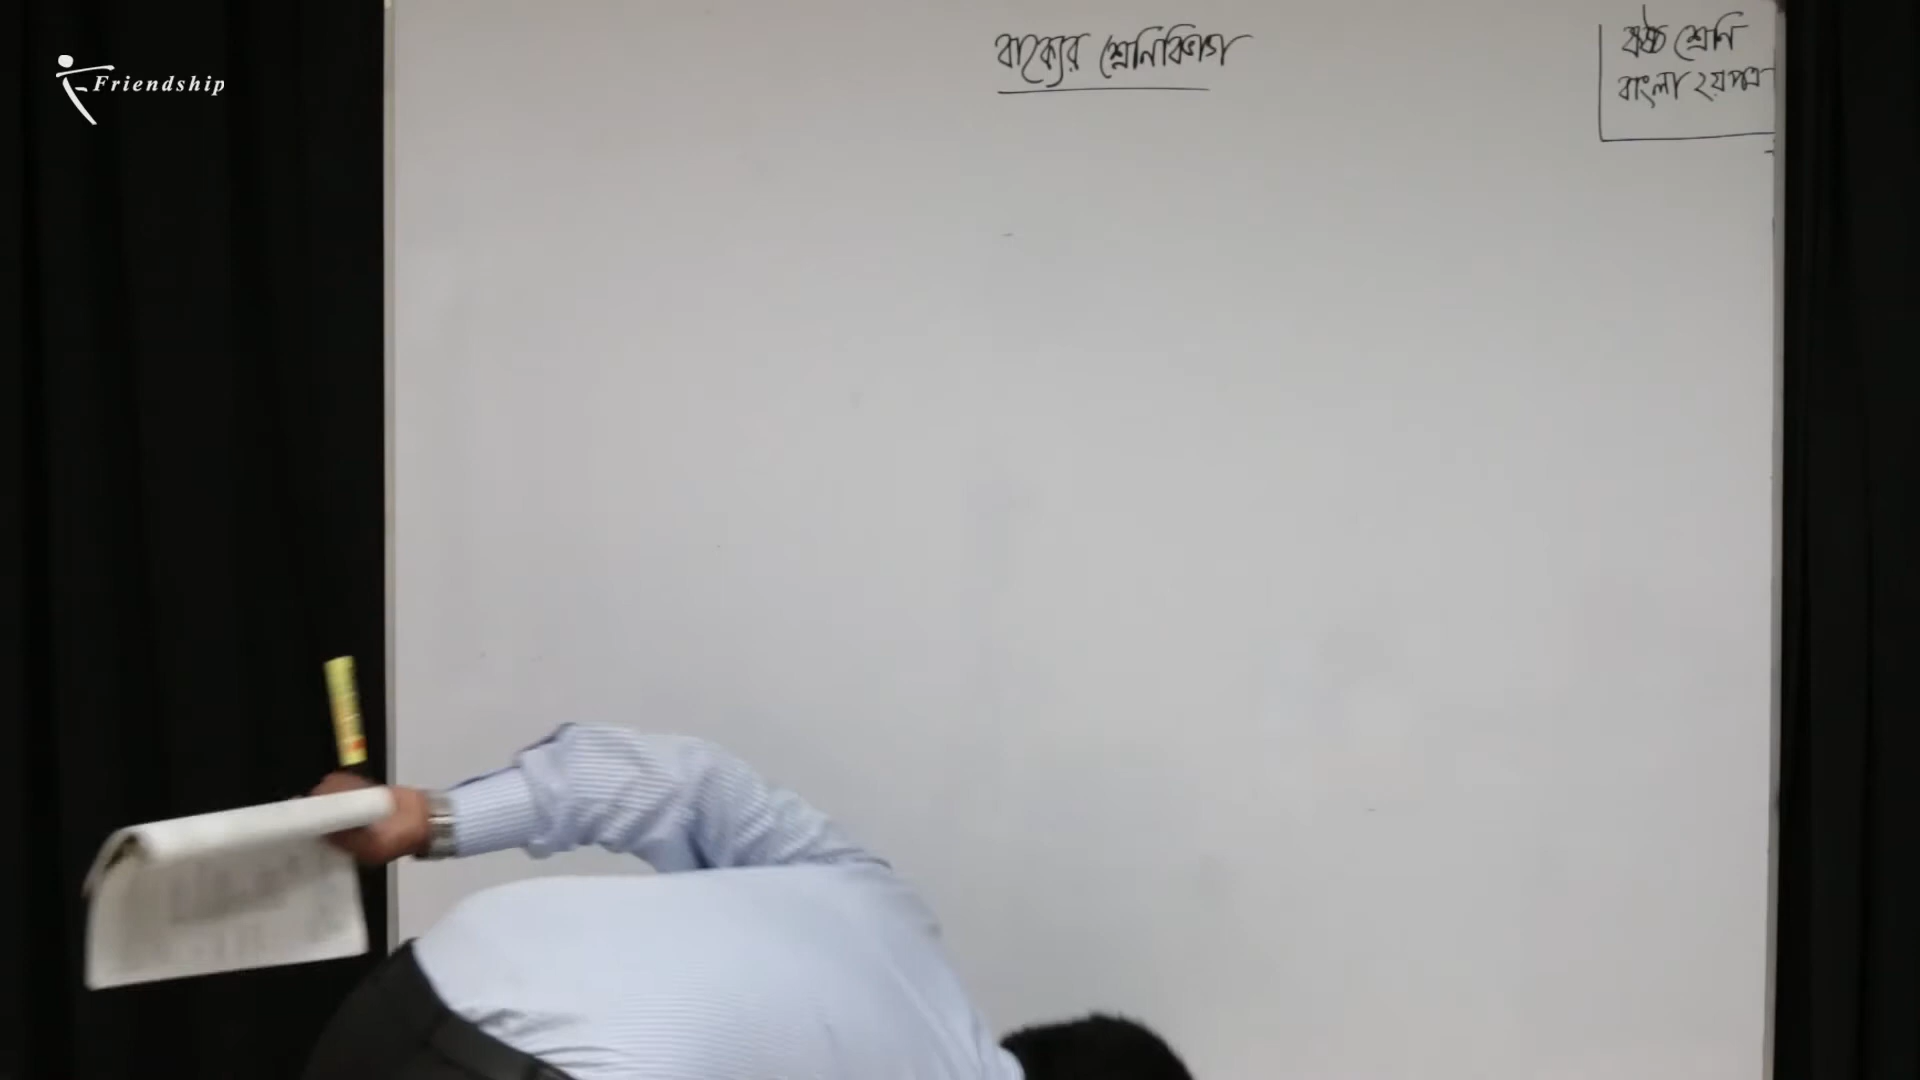 Friendship
বাক্যের শ্রেনিবিভাগ
ষষ্ঠ শ্রেনি
বাংলা ২য় পত্র